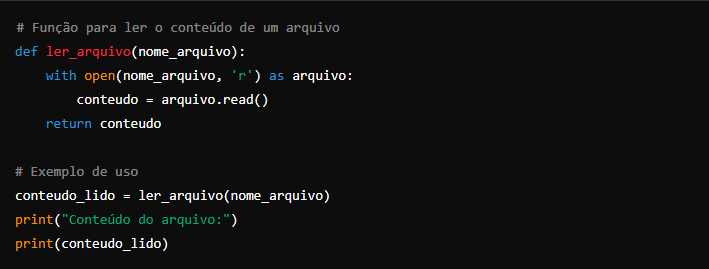 # Função para ler o conteúdo de um arquivo
def ler_arquivo(nome_arquivo):
    with open(nome_arquivo, 'r') as arquivo:
        conteudo = arquivo.read()
    return conteudo

# Exemplo de uso
conteudo_lido = ler_arquivo(nome_arquivo)
print("Conteúdo do arquivo:")
print(conteudo_lido)